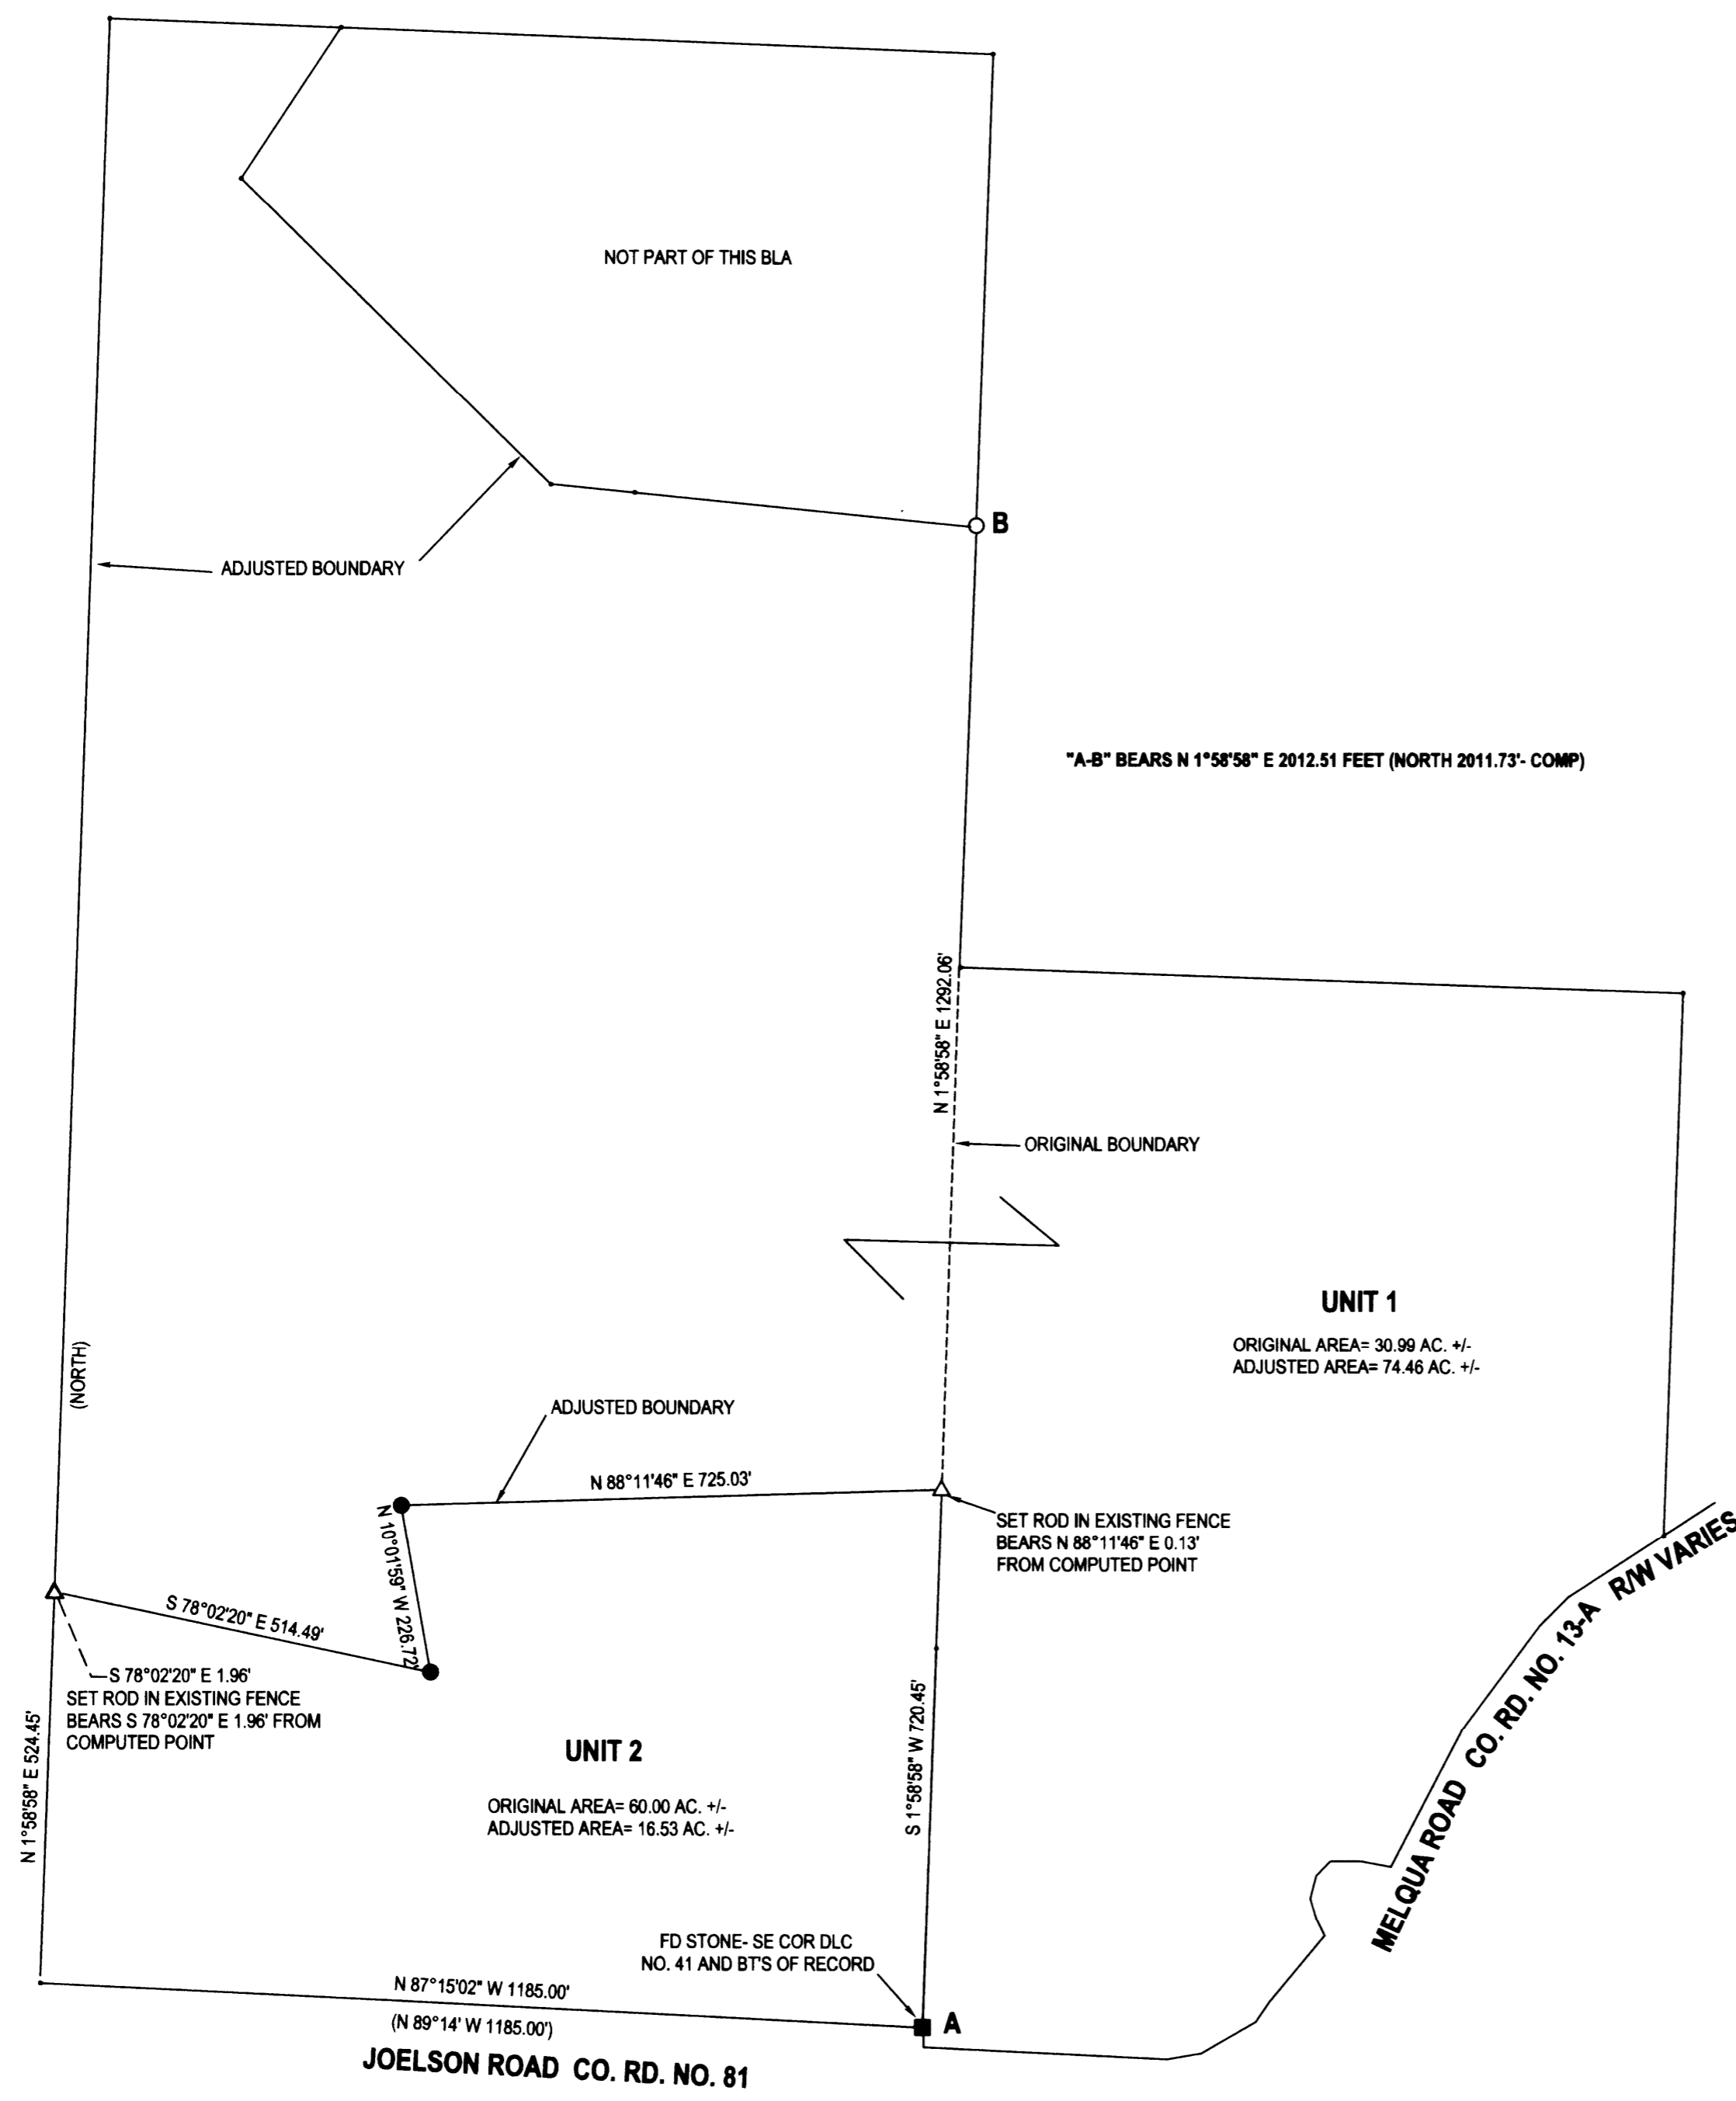 NOT PART OF THIS BLA
B
ADJUSTED BOUNDARY
"A-B" BEARS N 1°58'58" E 2012.51 FEET (NORTH 2011.73'- COMP)
N 1°58'58" E 1292.06'
ORIGINAL BOUNDARY
UNIT 1
ORIGINAL AREA= 30.99 AC. +/-
ADJUSTED AREA= 74.46 AC. +/-
(NORTH)
ADJUSTED BOUNDARY
N 88°11'46" E 725.03'
SET ROD IN EXISTING FENCE
BEARS N 88°11'46" E 0.13'
FROM COMPUTED POINT
N 10°01'59" W 226.72'
S 78°02'20" E 514.49'
S 78°02'20" E 1.96'
SET ROD IN EXISTING FENCE
BEARS S 78°02'20" E 1.96' FROM
COMPUTED POINT
N 1°58'58" E 524.45'
UNIT 2
ORIGINAL AREA= 60.00 AC. +/-
ADJUSTED AREA= 16.53 AC. +/-
S 1°58'58" W 720.45'
MELQUA ROAD CO. RD. NO. 13-A R/W VARIES
FD STONE- SE COR DLC
NO. 41 AND BT'S OF RECORD
A
N 87°15'02" W 1185.00'
(N 89°14' W 1185.00')
JOELSON ROAD CO. RD. NO. 81